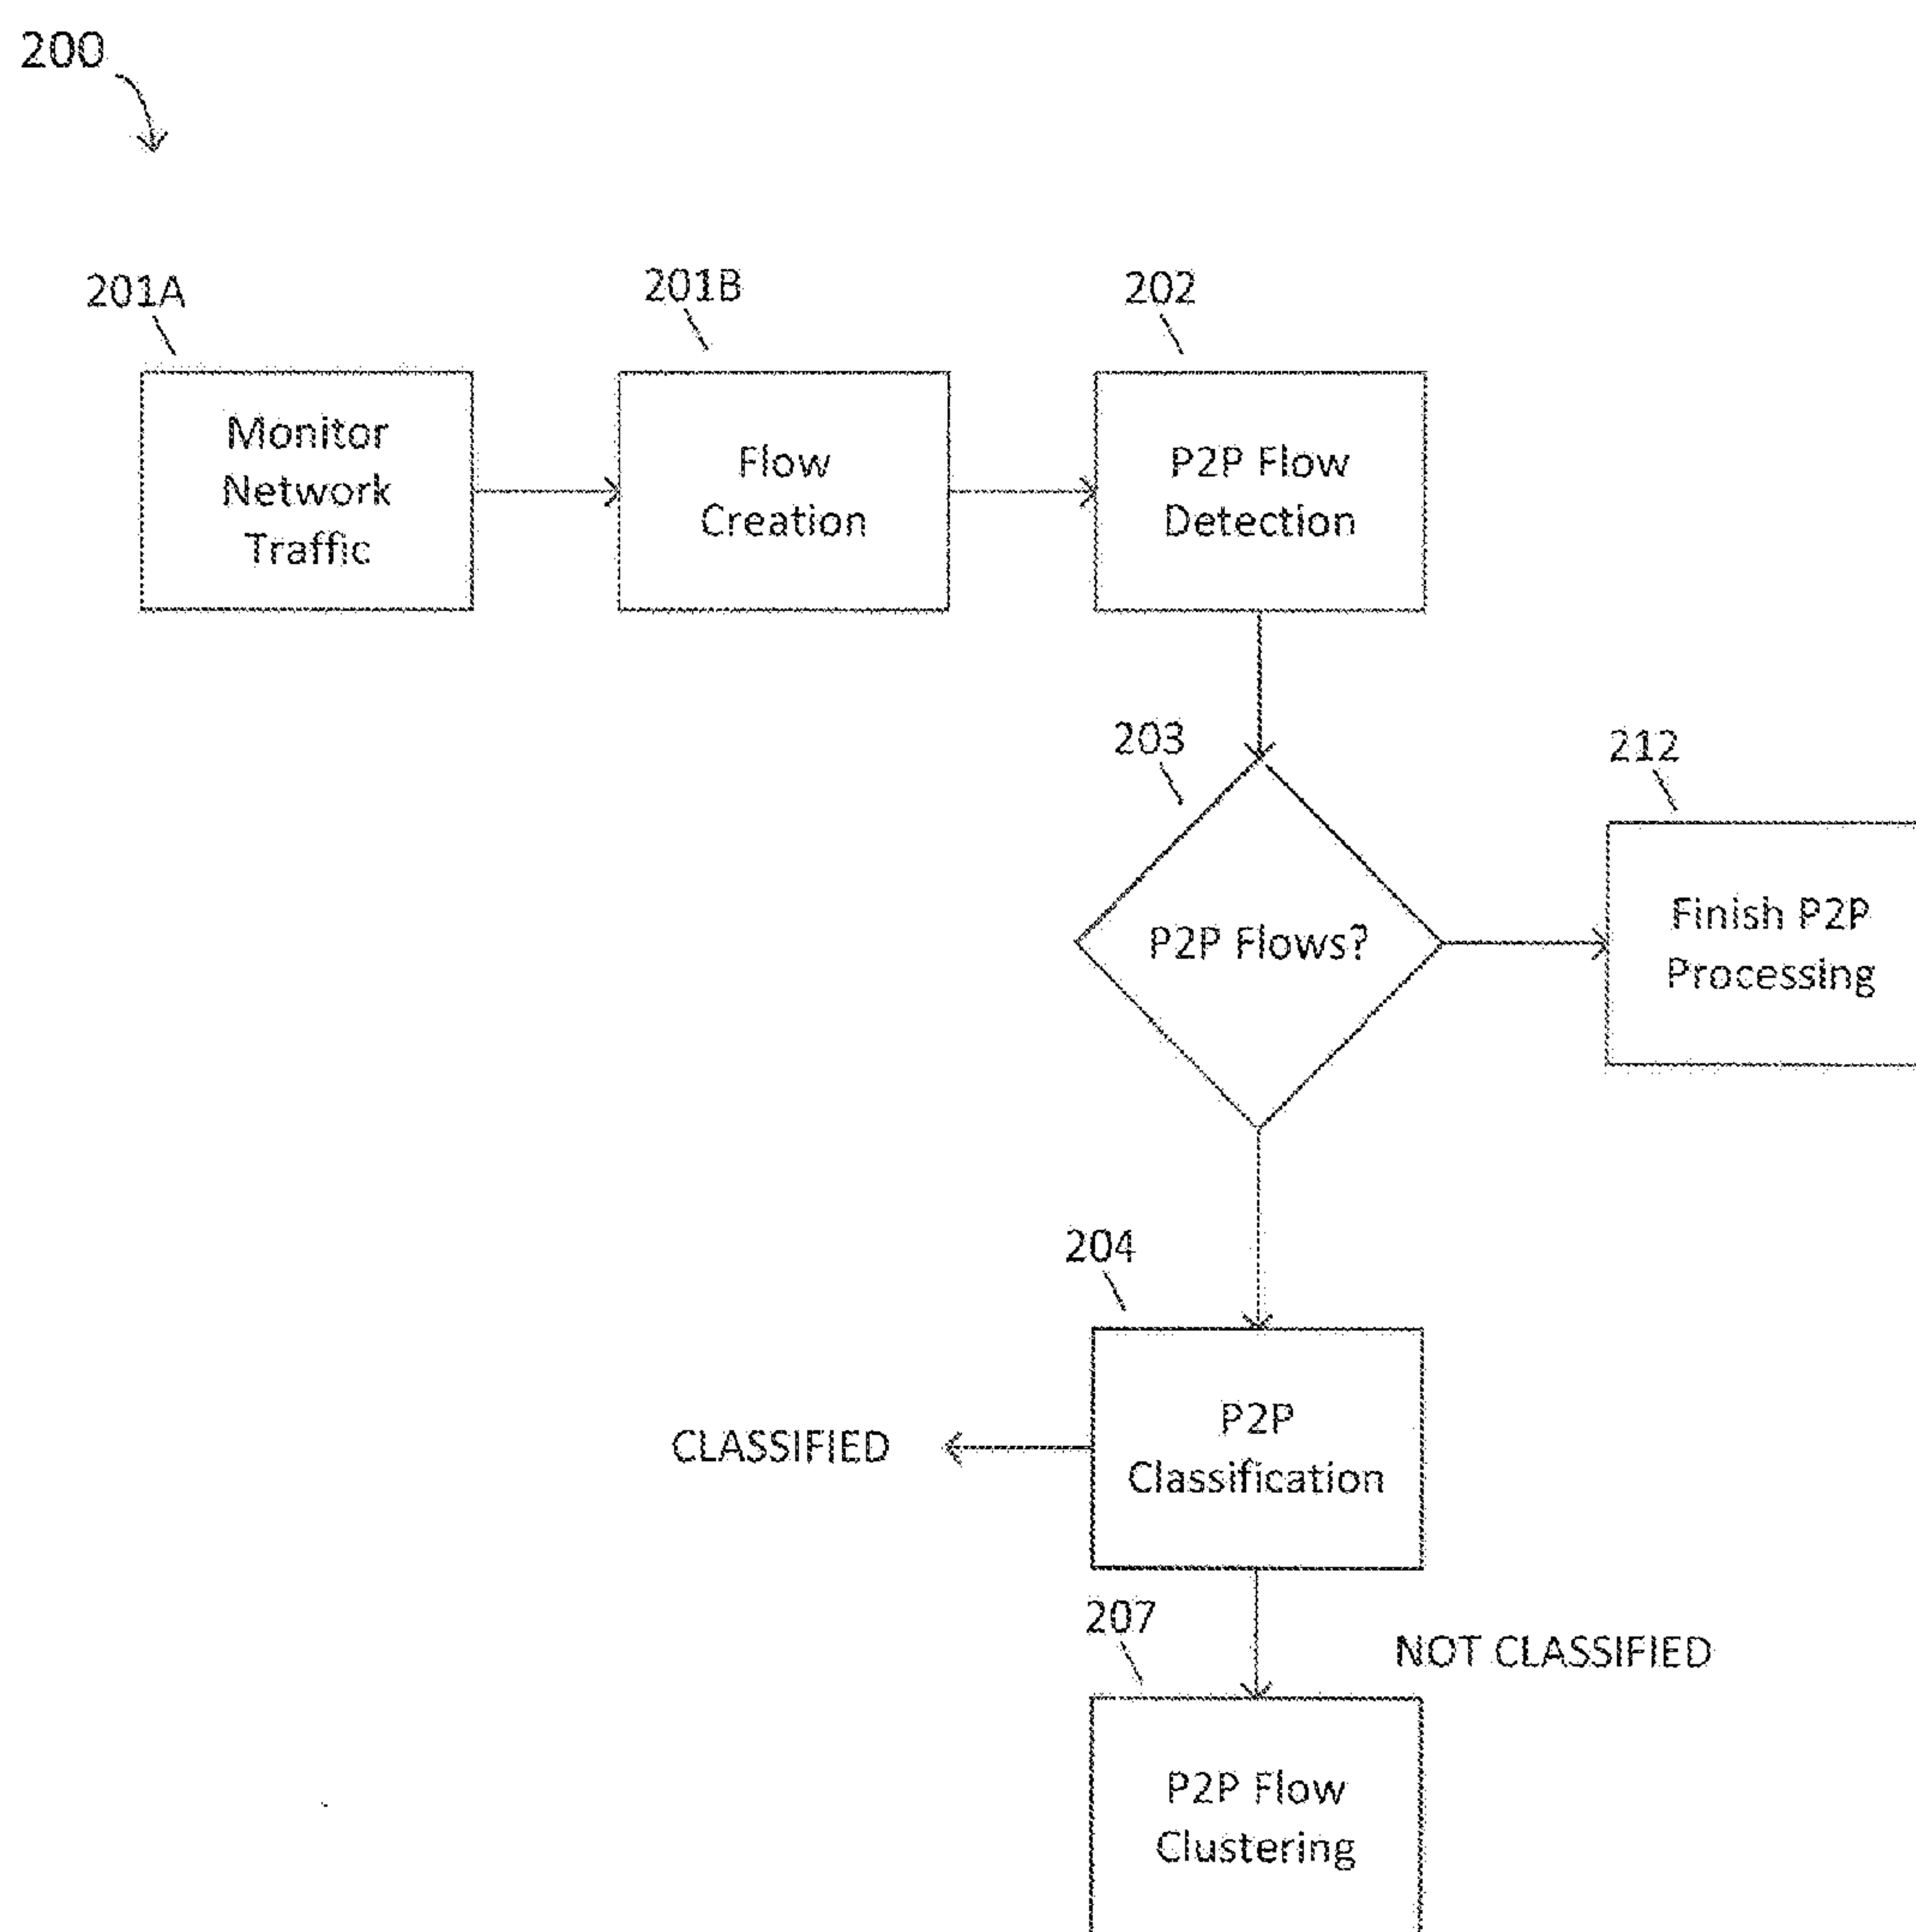 200
201A
201B
202
Monitor
Network
Traffic
Flow
Creation
P2P Flow
Detection
203
212
P2P Flows?
Finish P2P
Processing
204
P2P
Classification
CLASSIFIED
207
NOT CLASSIFIED
P2P Flow
Clustering